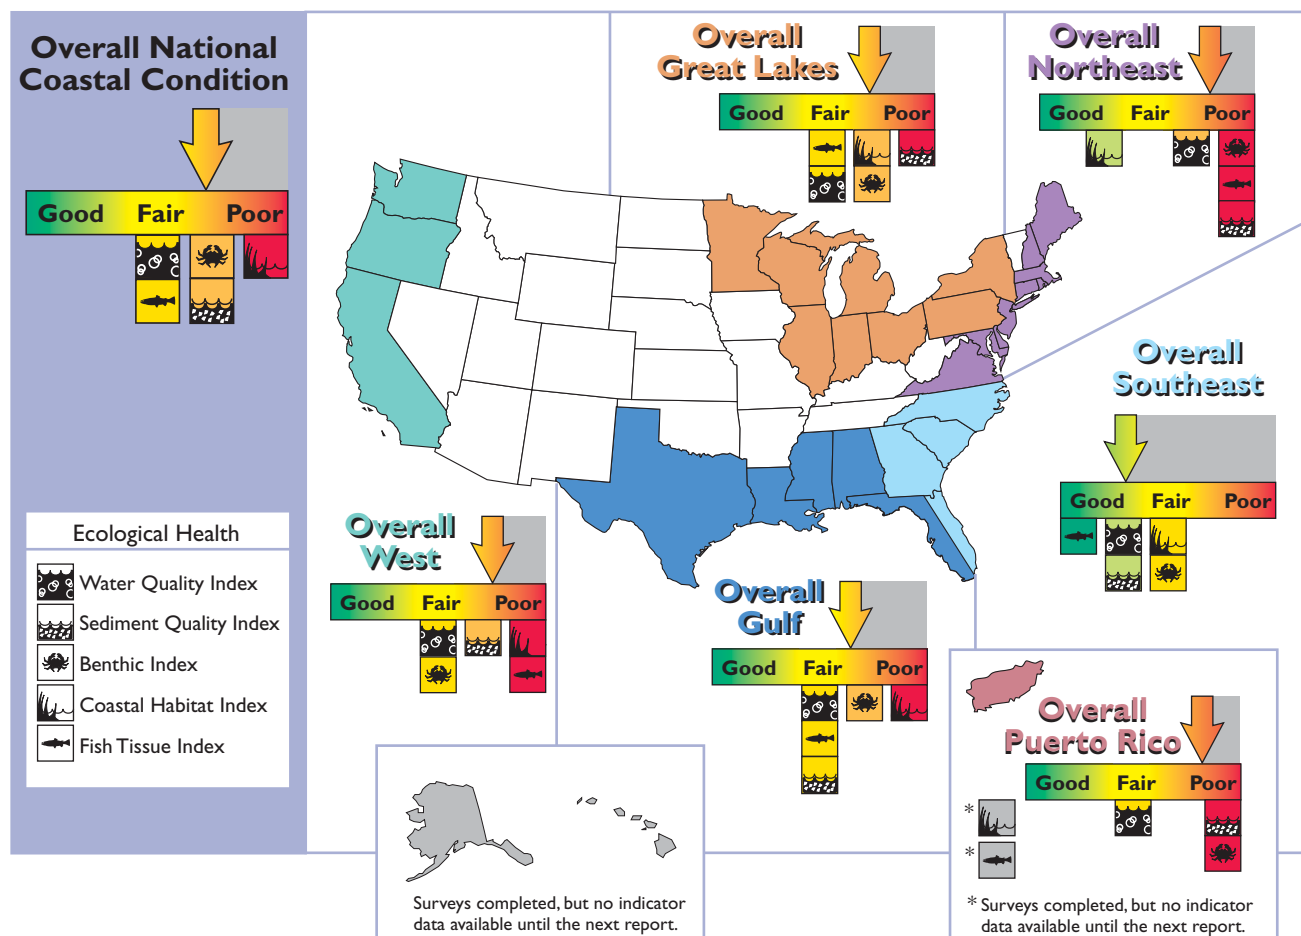 Overall National
Coastal Condition
Good Fair Poor
Ecological Health
Water Quality Index
Sediment Quality Index
Benthic Index
Coastal Habitat Index
Fish Tissue Index
Overall
Great Lakes
Good Fair Poor
Overall
Northeast
Good Fair Poor
Overall
Southeast
Good Fair Poor
Overall
West
Good Fair Poor
Overall
Gulf
Good Fair Poor
Overall
Puerto Rico
Good Fair Poor
*
*
* Surveys completed, but no indicator
data available until the next report.
Surveys completed, but no indicator
data available until the next report.